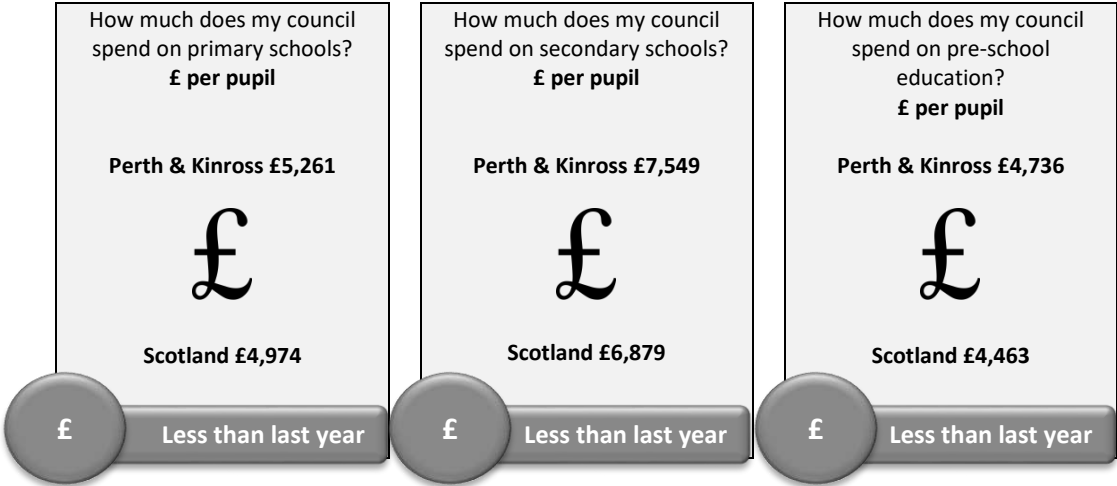 How much does my council
spend on primary schools?
£ per pupil
Perth & Kinross £5,261
£
Scotland £4,974
£
Less than last year
How much does my council
spend on secondary schools?
£ per pupil
Perth & Kinross £7,549
£
Scotland £6,879
£
Less than last year
How much does my council
spend on pre-school
education?
£ per pupil
Perth & Kinross £4,736
£
Scotland £4,463
£
Less than last year